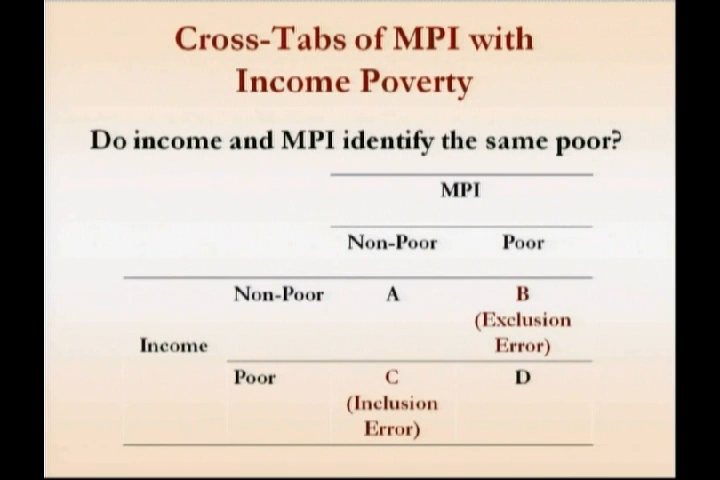 Cross-Tabs of MPI with
Income Poverty
Do income and MPI identify the same poor?
MPI
Non-Poor Poor
Non-Poor A B
(Exclusion
Income Error)
Poor C D
(Inclusion
Error)